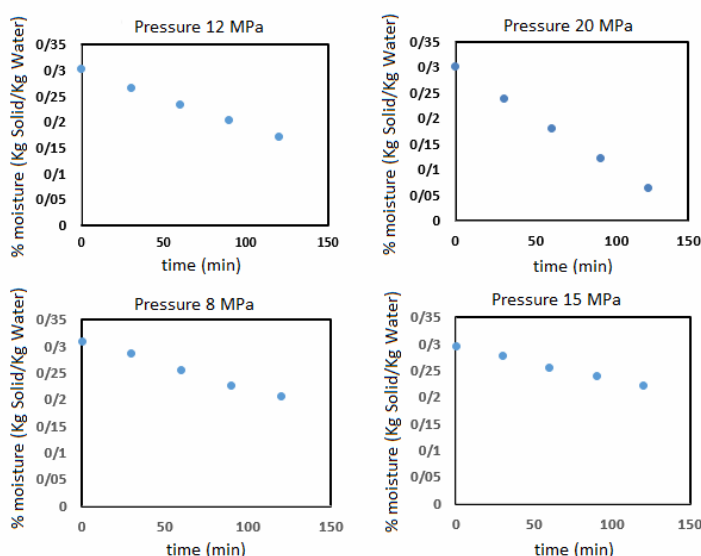 Pressure 12 MPa
% moisture (Kg Solid/Kg Water)
0/35
0/3
0/25
0/2
0/15
0/1
0/05
0
0 50 100 150
time (min)
Pressure 20 MPa
% moisture (Kg Solid/Kg Water)
0/35
0/3
0/25
0/2
0/15
0/1
0/05
0
0 50 100 150
time (min)
Pressure 8 MPa
% moisture (Kg Solid/Kg Water)
0/35
0/3
0/25
0/2
0/15
0/1
0/05
0
0 50 100 150
time (min)
Pressure 15 MPa
% moisture (Kg Solid/Kg Water)
0/35
0/3
0/25
0/2
0/15
0/1
0/05
0
0 50 100 150
time (min)